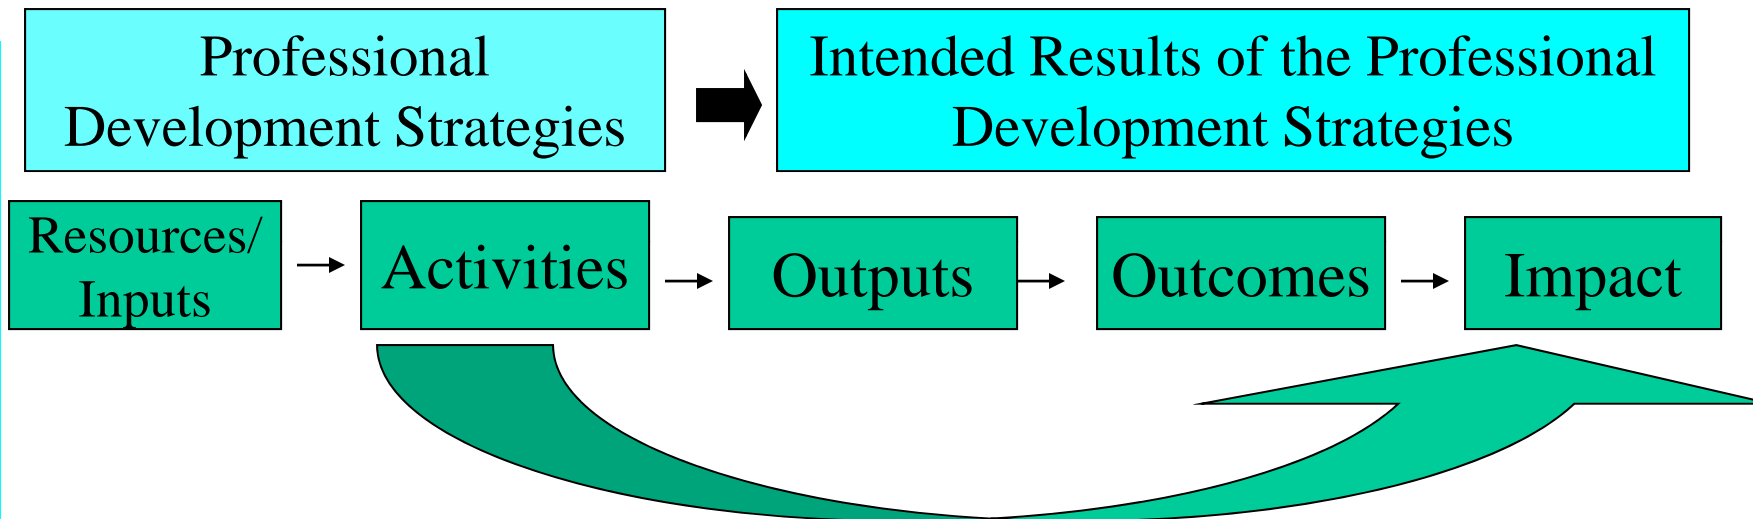 Professional
Development Strategies
Intended Results of the Professional
Development Strategies
Resources/
Inputs
Activities
Outputs
Outcomes
Impact